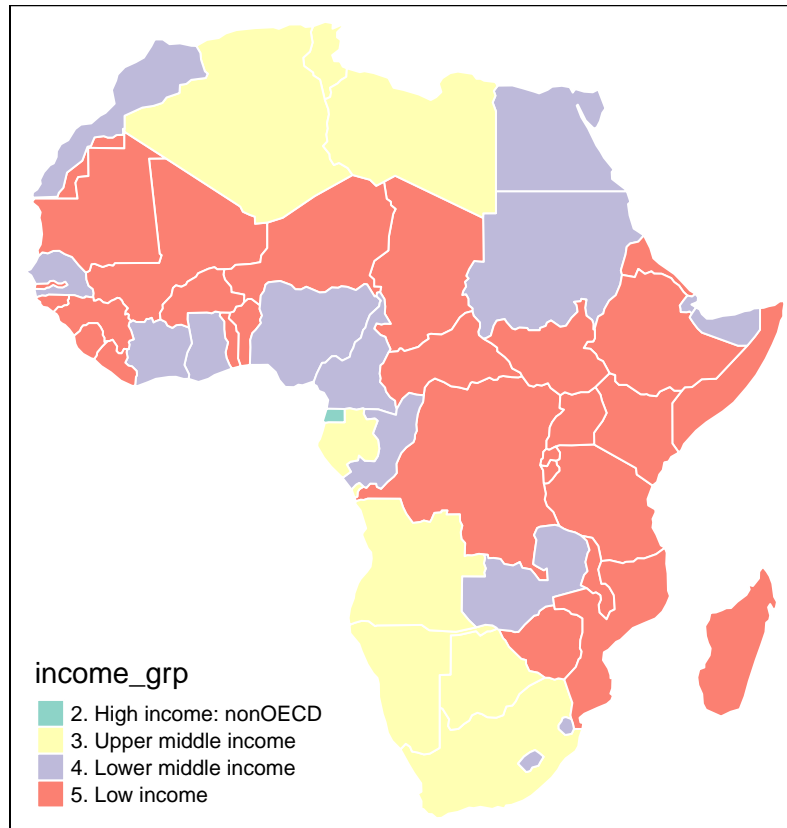 income_grp
2. High income: nonOECD
3. Upper middle income
4. Lower middle income
5. Low income